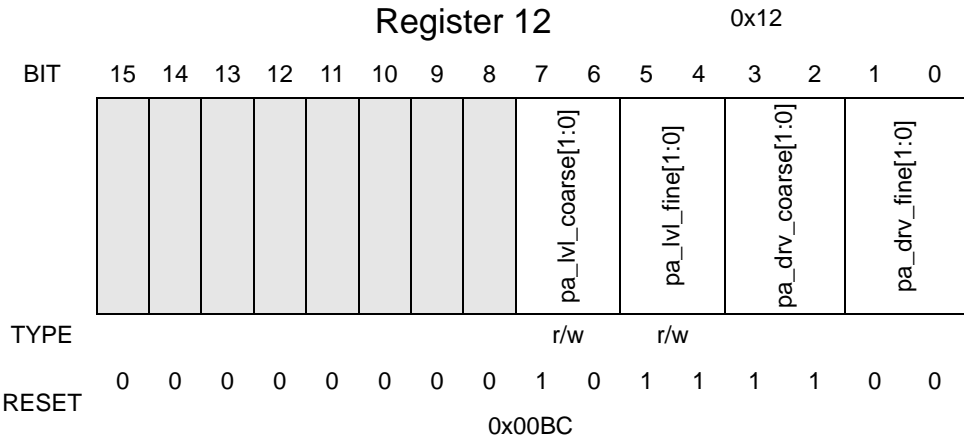 Register 12 0x12
BIT 15 14 13 12 11 10 9 8 7 6 5 4 3 2 1 0
pa_lvl_coarse[1:0] pa_lvl_fine[1:0] pa_drv_coarse[1:0] pa_drv_fine[1:0]
TYPE r/w r/w
RESET 0 0 0 0 0 0 0 0 1 0 1 1 1 1 0 0
0x00BC